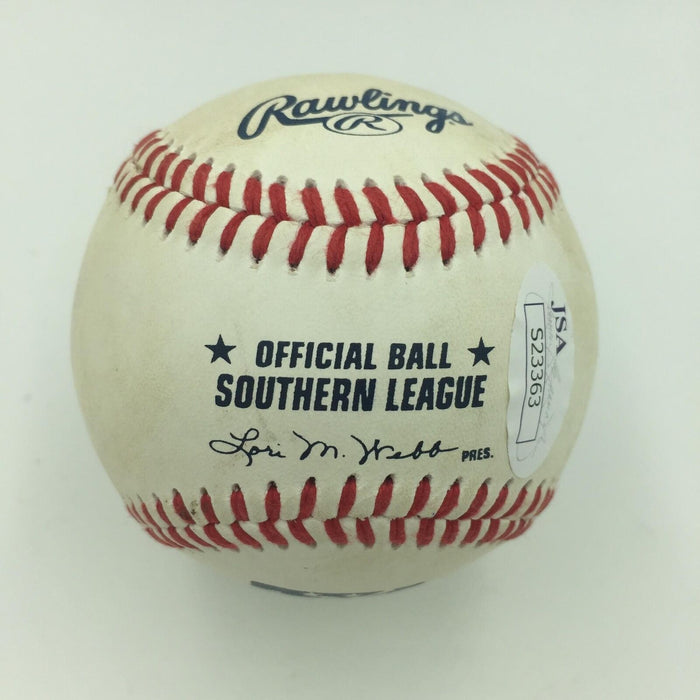 Rawlings
R
OFFICIAL BALL
SOUTHERN LEAGUE
Lori M. Webb PRES.
JSA
S23363